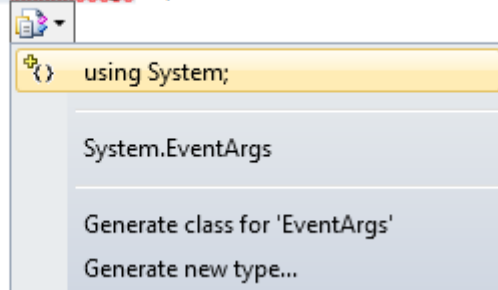 using System;
System.EventArgs
Generate class for 'EventArgs'
Generate new type...